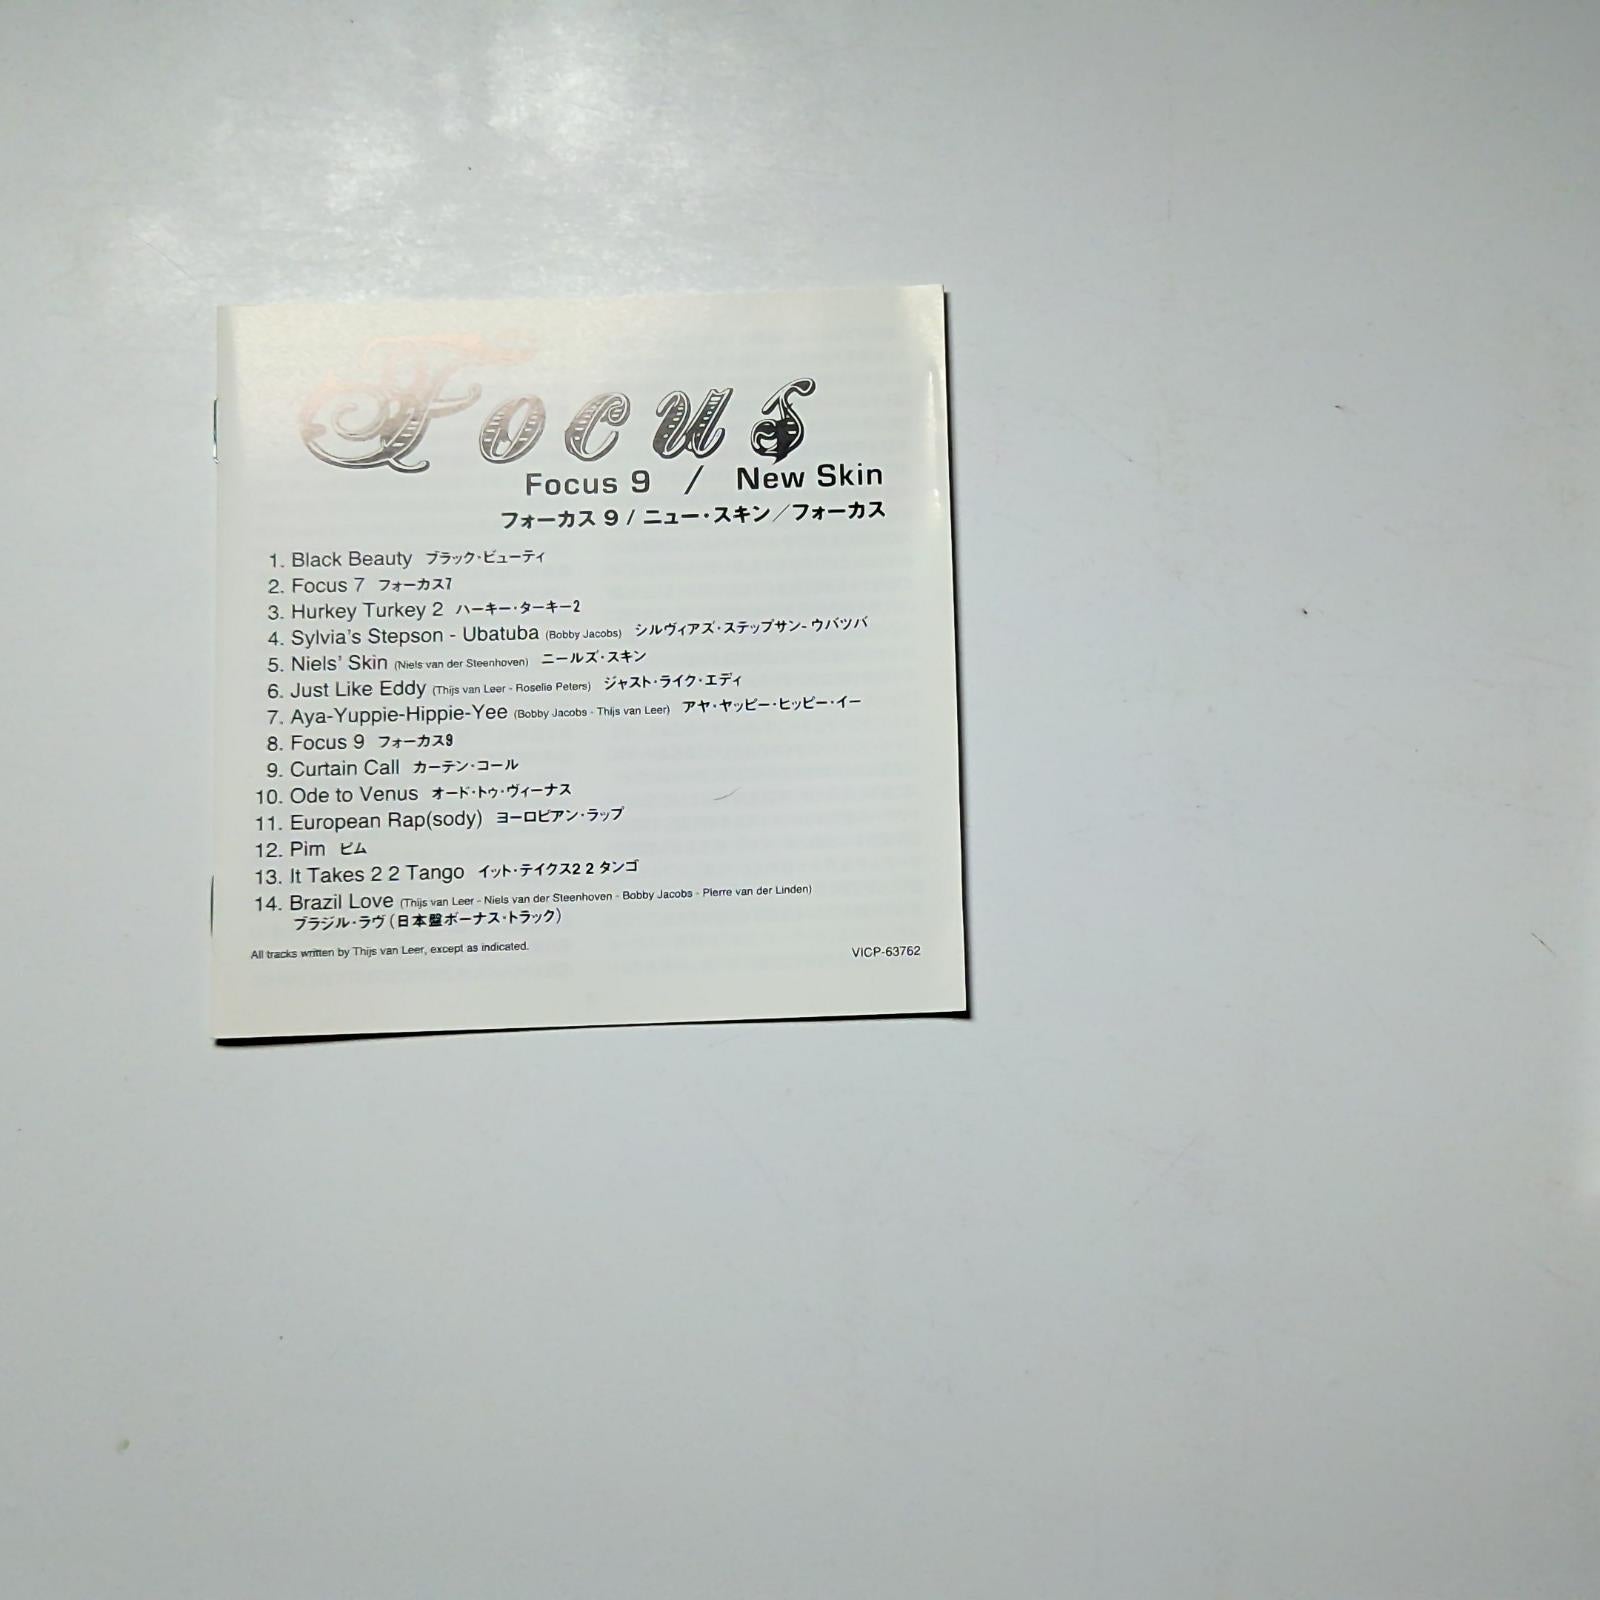 Focus
Focus 9 / New Skin
フォーカス 9 / ニュー・スキン／フォーカス
1. Black Beauty ブラック・ビューティ
2. Focus 7 フォーカス7
3. Hurkey Turkey 2 ハーキー・ターキー2
4. Sylvia's Stepson - Ubatuba (Bobby Jacobs) シルヴィアズ・ステップサン- ウバツバ
5. Niels' Skin (Niels van der Steenhoven) ニールズ・スキン
6. Just Like Eddy (Thijs van Leer - Roselie Peters) ジャスト・ライク・エディ
7. Aya-Yuppie-Hippie-Yee (Bobby Jacobs - Thijs van Leer) アヤ・ヤッピー・ヒッピー・イー
8. Focus 9 フォーカス9
9. Curtain Call カーテン・コール
10. Ode to Venus オード・トゥ・ヴィーナス
11. European Rap(sody) ヨーロピアン・ラップ
12. Pim ピム
13. It Takes 2 2 Tango イット・テイクス2 2 タンゴ
14. Brazil Love (Thijs van Leer - Niels van der Steenhoven - Bobby Jacobs - Pierre van der Linden)
ブラジル・ラヴ (日本盤ボーナス・トラック)
All tracks written by Thijs van Leer, except as indicated.
VICP-63762